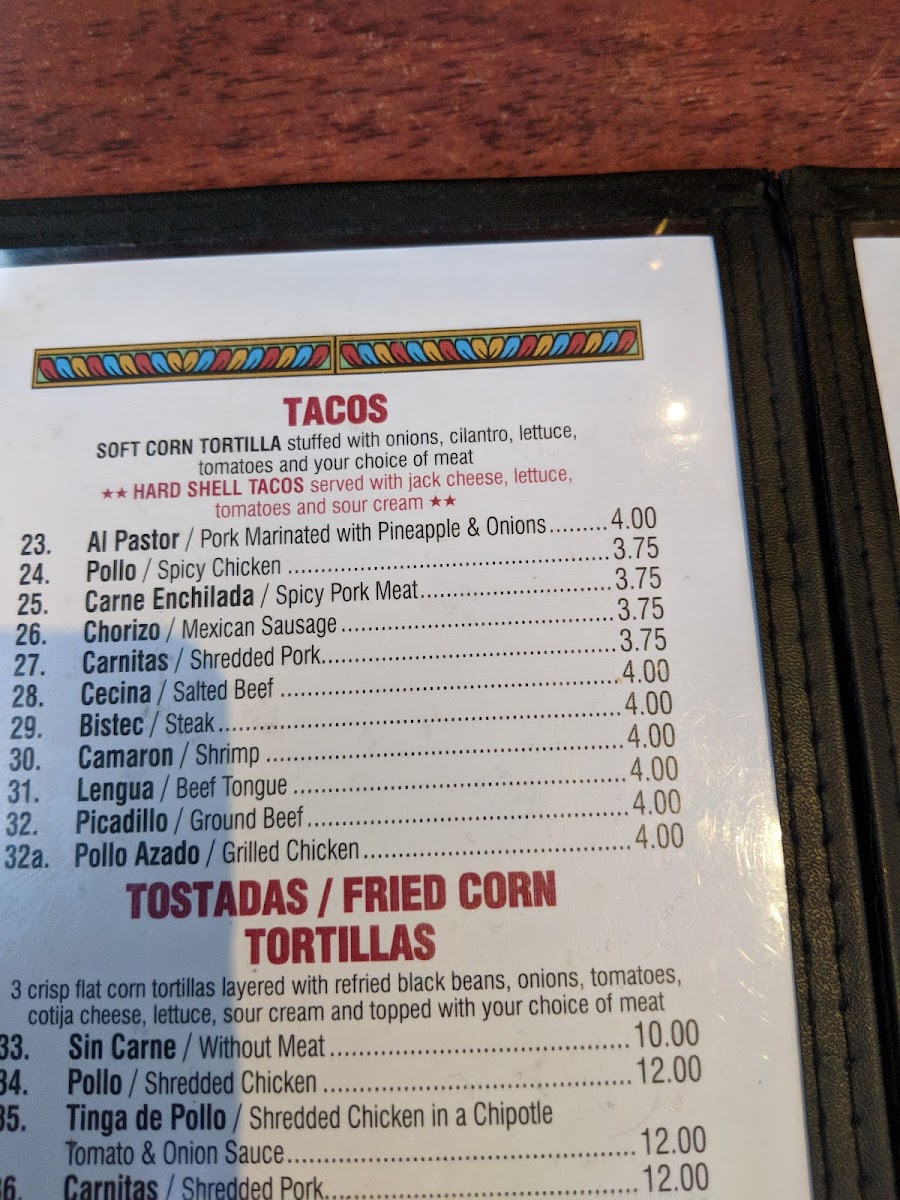 TACOS
SOFT CORN TORTILLA stuffed with onions, cilantro, lettuce,
tomatoes and your choice of meat
★★ HARD SHELL TACOS served with jack cheese, lettuce,
tomatoes and sour cream ★★
23. Al Pastor / Pork Marinated with Pineapple & Onions.........4.00
24. Pollo / Spicy Chicken ..........3.75
25. Carne Enchilada / Spicy Pork Meat..........3.75
26. Chorizo / Mexican Sausage..........3.75
27. Carnitas / Shredded Pork..........3.75
28. Cecina / Salted Beef ..........4.00
29. Bistec / Steak..........4.00
30. Camaron / Shrimp ..........4.00
31. Lengua / Beef Tongue ..........4.00
32. Picadillo / Ground Beef..........4.00
32a. Pollo Azado / Grilled Chicken..........4.00
TOSTADAS / FRIED CORN
TORTILLAS
3 crisp flat corn tortillas layered with refried black beans, onions, tomatoes,
cotija cheese, lettuce, sour cream and topped with your choice of meat
33. Sin Carne / Without Meat..........10.00
34. Pollo / Shredded Chicken ..........12.00
35. Tinga de Pollo / Shredded Chicken in a Chipotle
Tomato & Onion Sauce..........12.00
36. Carnitas / Shredded Pork..........12.00